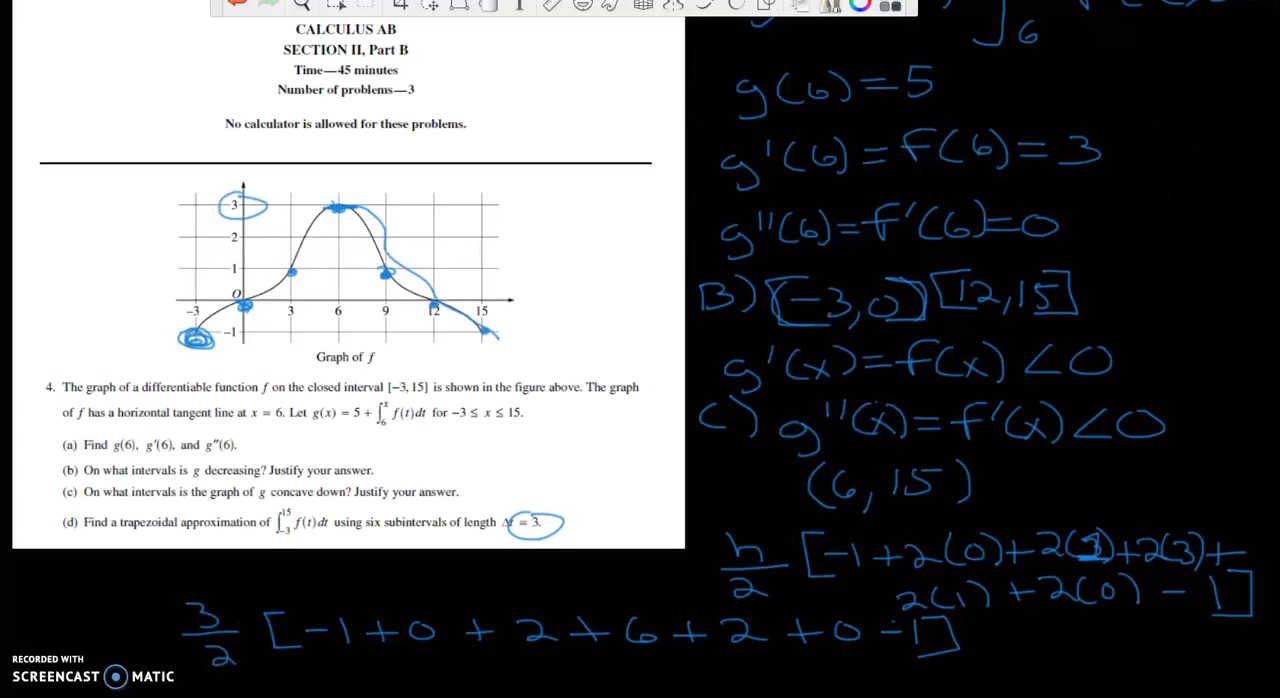 CALCULUS AB
SECTION II, Part B
Time—45 minutes
Number of problems—3
No calculator is allowed for these problems.
3
2
1
O
-3
3
6
9
12
15
-1
Graph of f
4. The graph of a differentiable function f on the closed interval [−3, 15] is shown in the figure above. The graph
of f has a horizontal tangent line at x = 6. Let g(x) = 5 + ∫₆ˣ f(t)dt for −3 ≤ x ≤ 15.
(a) Find g(6), g′(6), and g″(6).
(b) On what intervals is g decreasing? Justify your answer.
(c) On what intervals is the graph of g concave down? Justify your answer.
(d) Find a trapezoidal approximation of ∫₋₃¹⁵ f(t)dt using six subintervals of length Δt = 3.
∫₆
g(6)=5
g'(6)=f(6)=3
g''(6)=f'(6)=0
B) [-3,0] [12,15]
g'(x)=f(x)<0
C) g''(x)=f'(x)<0
(6,15)
h/2 [-1+2(0)+2(1)+2(3)+
2(1)+2(0)-1]
3/2 [-1+0+2+6+2+0-1]
RECORDED WITH
SCREENCAST MATIC